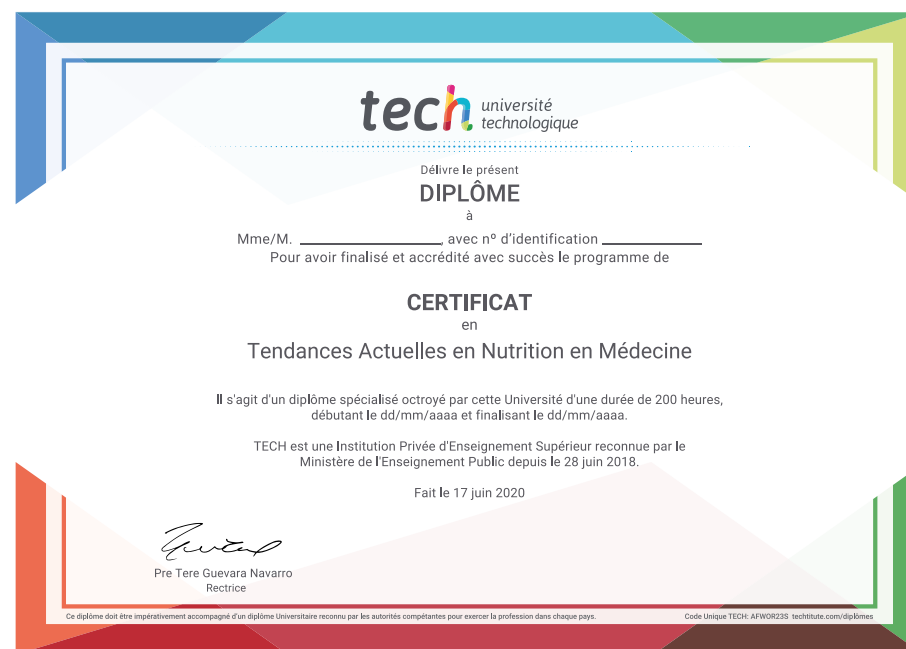 tech université
technologique
Délivre le présent
DIPLÔME
à
Mme/M. ____________________, avec nº d'identification ______________
Pour avoir finalisé et accrédité avec succès le programme de
CERTIFICAT
en
Tendances Actuelles en Nutrition en Médecine
Il s'agit d'un diplôme spécialisé octroyé par cette Université d'une durée de 200 heures,
débutant le dd/mm/aaaa et finalisant le dd/mm/aaaa.
TECH est une Institution Privée d'Enseignement Supérieur reconnue par le
Ministère de l'Enseignement Public depuis le 28 juin 2018.
Fait le 17 juin 2020
Pre Tere Guevara Navarro
Rectrice
Ce diplôme doit être impérativement accompagné d'un diplôme Universitaire reconnu par les autorités compétantes pour exercer la profession dans chaque pays.
Code Unique TECH: AFWOR23S techtitute.com/diplômes